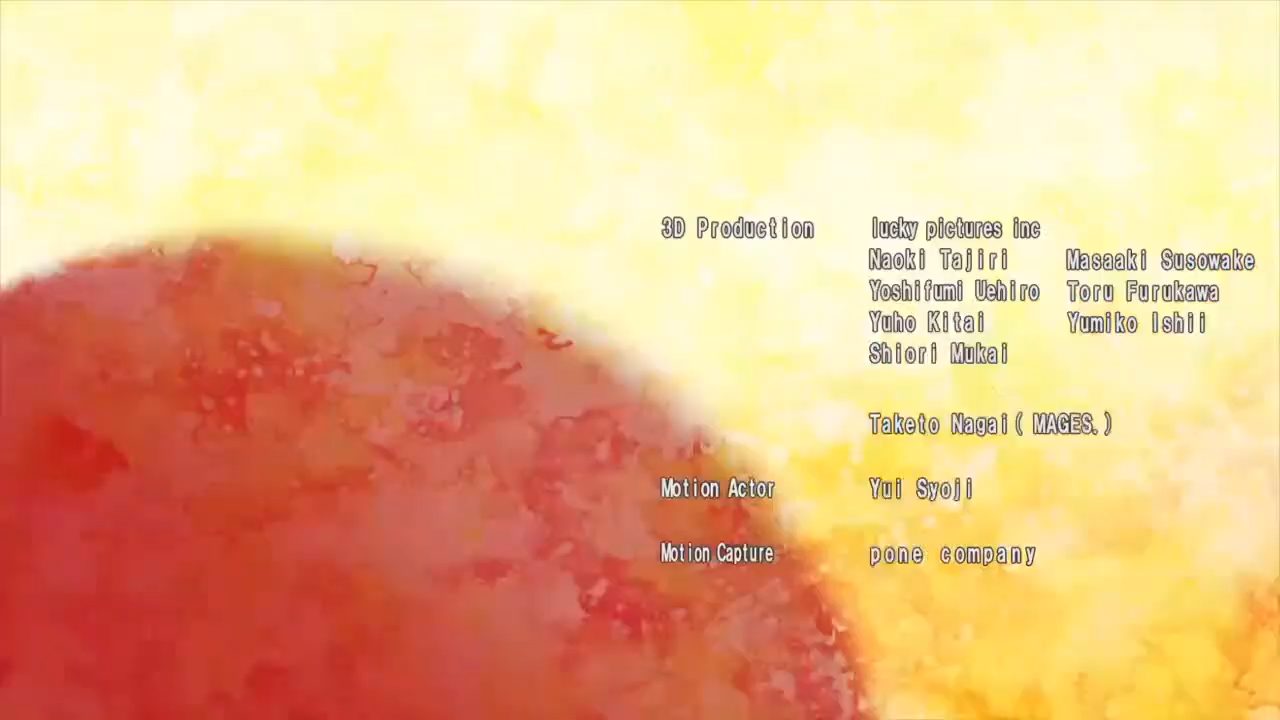 3D Production lucky pictures inc
Naoki Tajiri Masaaki Susowake
Yoshifumi Uehiro Toru Furukawa
Yuho Kitai Yumiko Ishii
Shiori Mukai
Taketo Nagai( MAGES.)
Motion Actor Yui Syoji
Motion Capture pone company